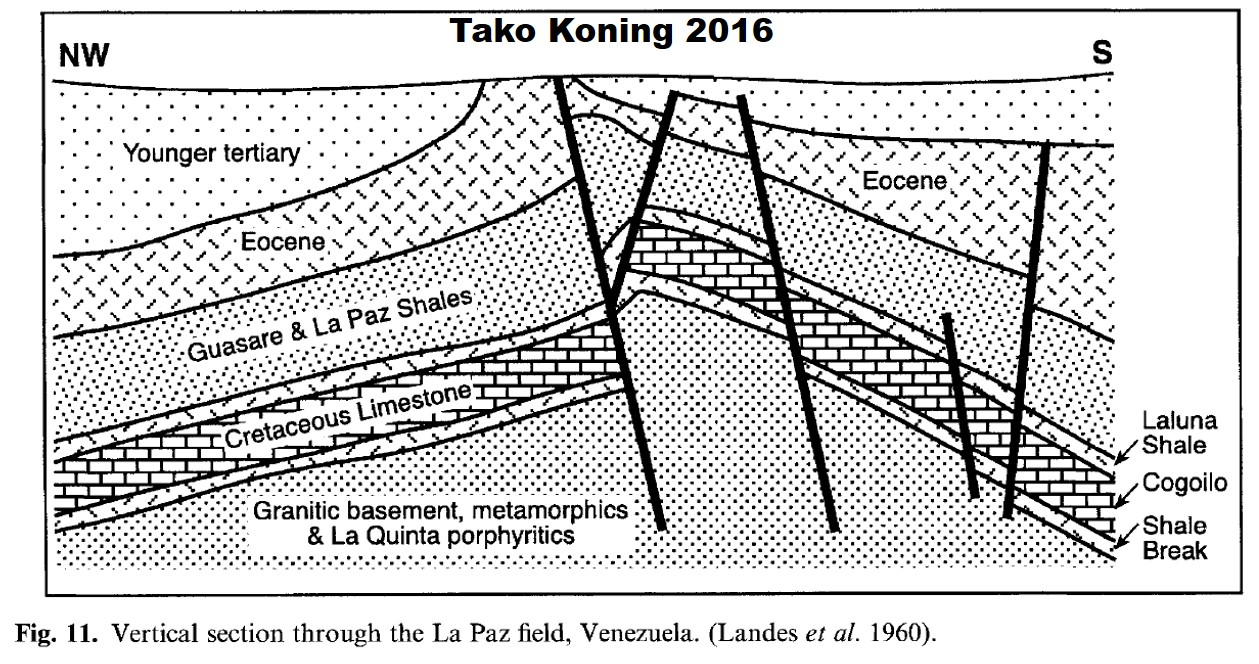 Tako Koning 2016
NW
S
Younger tertiary
Eocene
Eocene
Guasare & La Paz Shales
Cretaceous Limestone
Laluna
Shale
Cogoilo
Shale
Break
Granitic basement, metamorphics
& La Quinta porphyritics
Fig. 11. Vertical section through the La Paz field, Venezuela. (Landes et al. 1960).